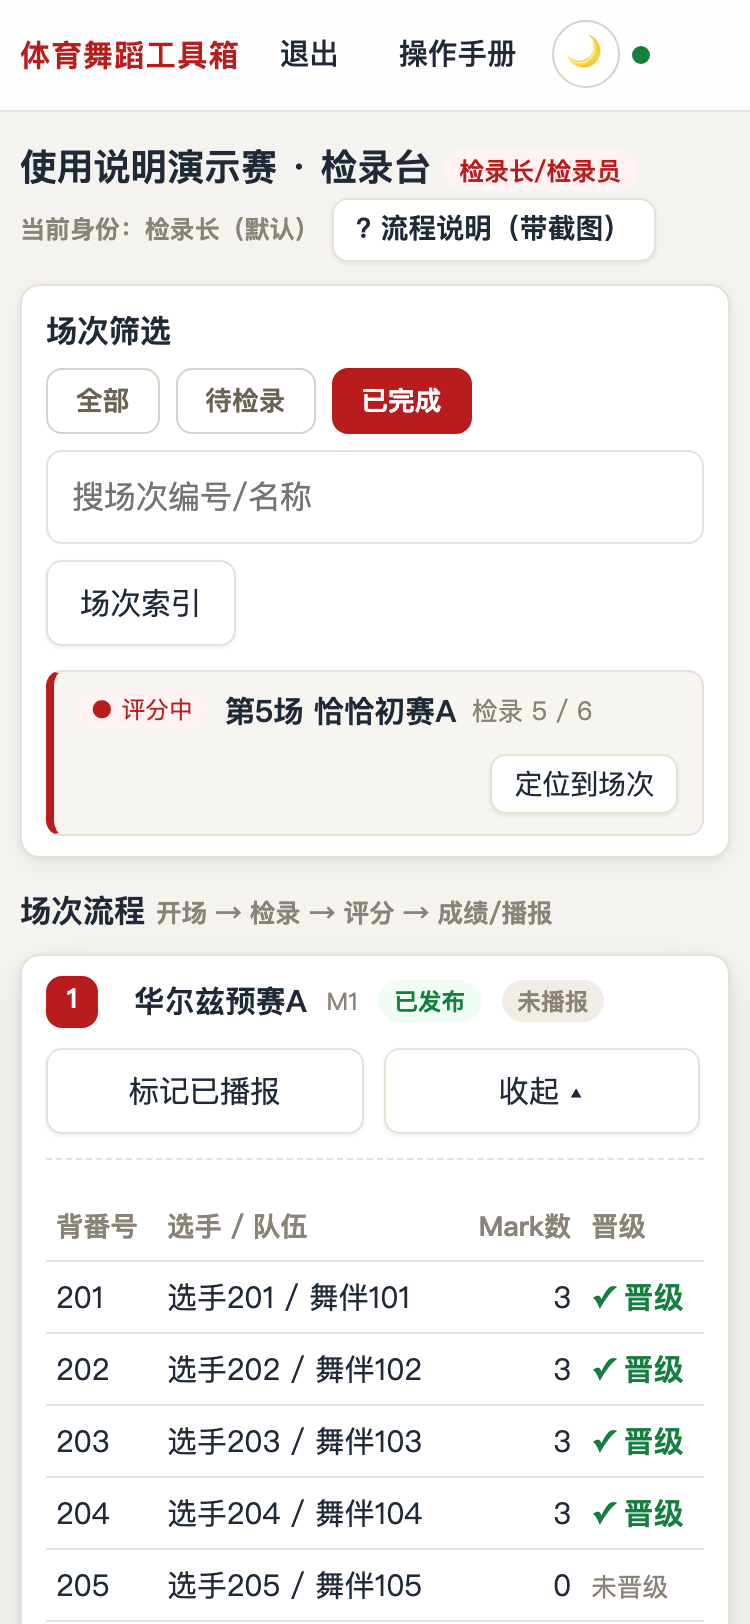 体育舞蹈工具箱 退出 操作手册
使用说明演示赛 · 检录台 检录长/检录员
当前身份：检录长（默认） ? 流程说明（带截图）
场次筛选
全部 待检录 已完成
搜场次编号/名称
场次索引
评分中 第5场 恰恰初赛A 检录 5 / 6
定位到场次
场次流程 开场 → 检录 → 评分 → 成绩/播报
1 华尔兹预赛A M1 已发布 未播报
标记已播报 收起 ▲
背番号 选手 / 队伍 Mark数 晋级
201 选手201 / 舞伴101 3 ✓ 晋级
202 选手202 / 舞伴102 3 ✓ 晋级
203 选手203 / 舞伴103 3 ✓ 晋级
204 选手204 / 舞伴104 3 ✓ 晋级
205 选手205 / 舞伴105 0 未晋级